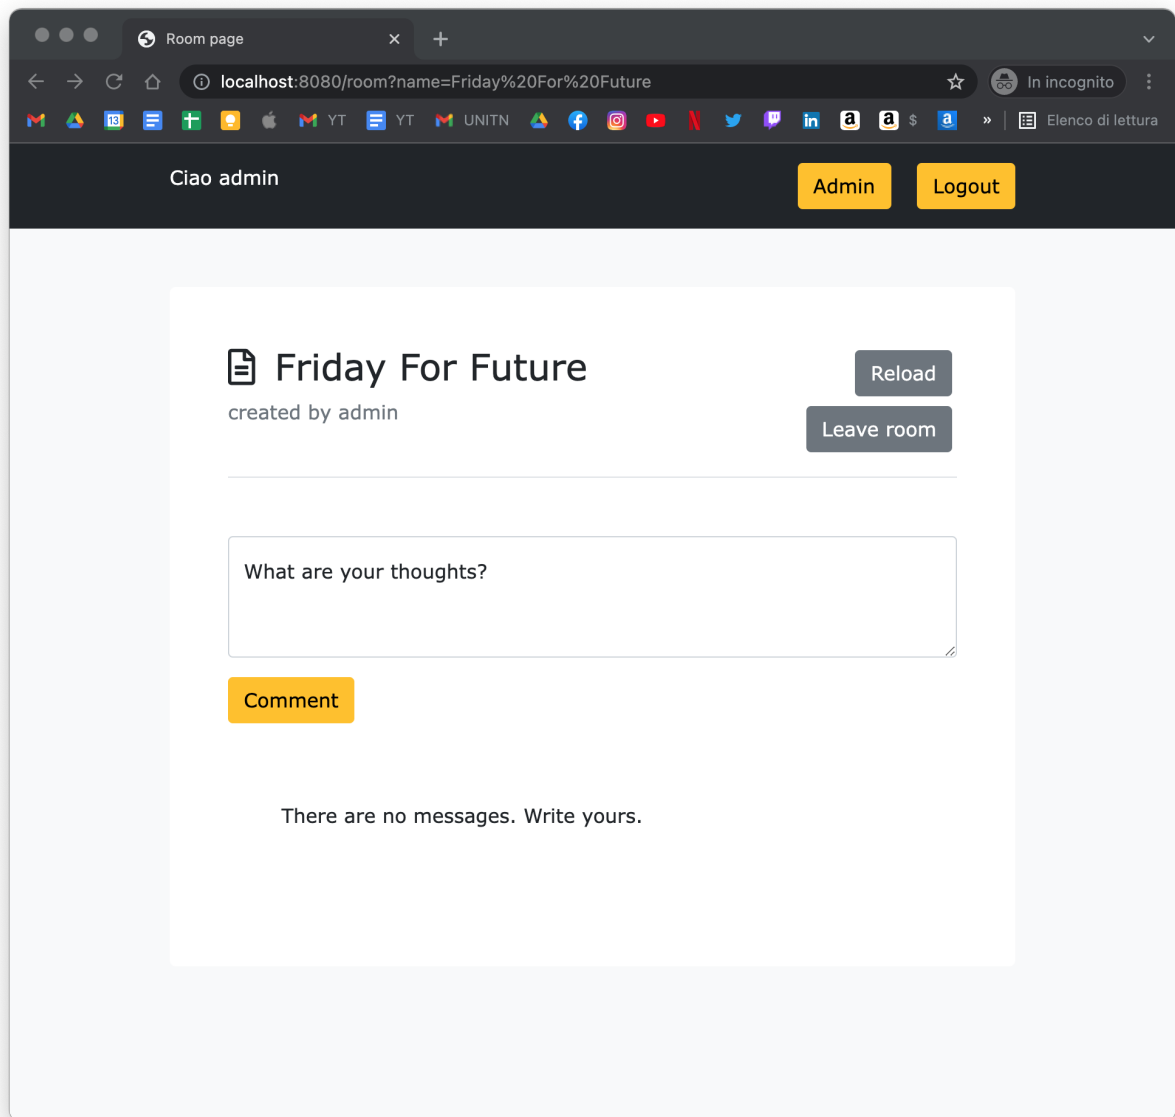 Room page
localhost:8080/room?name=Friday%20For%20Future
In incognito
13
YT
YT
UNITN
in
a
a $
a
»
Elenco di lettura
Ciao admin
Admin
Logout
Friday For Future
Reload
created by admin
Leave room
What are your thoughts?
Comment
There are no messages. Write yours.